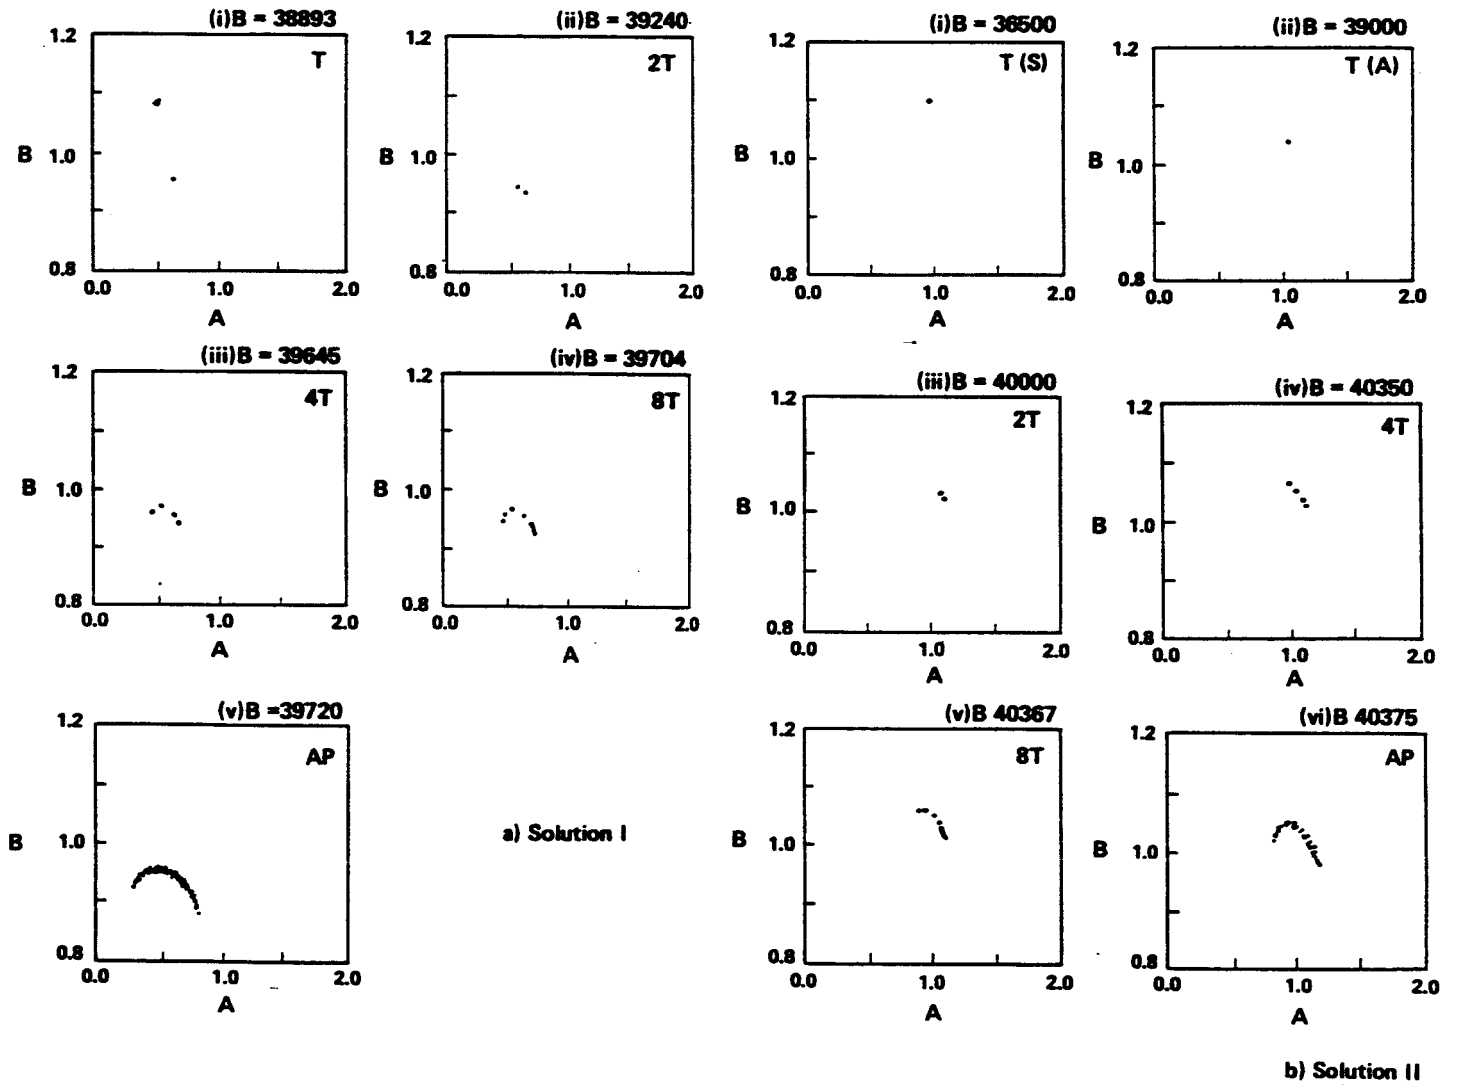 (i)B = 38893
1.2
T
B
1.0
0.8
0.0
1.0
2.0
A
(ii)B = 39240
1.2
2T
B
1.0
0.8
0.0
1.0
2.0
A
(iii)B = 39645
1.2
4T
B
1.0
0.8
0.0
1.0
2.0
A
(iv)B = 39704
1.2
8T
B
1.0
0.8
0.0
1.0
2.0
A
(v)B =39720
1.2
AP
B
1.0
0.8
0.0
1.0
2.0
A
a) Solution I
(i)B = 36500
1.2
T (S)
B
1.0
0.8
0.0
1.0
2.0
A
(ii)B = 39000
1.2
T (A)
B
1.0
0.8
0.0
1.0
2.0
A
(iii)B = 40000
1.2
2T
B
1.0
0.8
0.0
1.0
2.0
A
(iv)B = 40350
1.2
4T
B
1.0
0.8
0.0
1.0
2.0
A
(v)B 40367
1.2
8T
B
1.0
0.8
0.0
1.0
2.0
A
(vi)B 40375
1.2
AP
B
1.0
0.8
0.0
1.0
2.0
A
b) Solution II